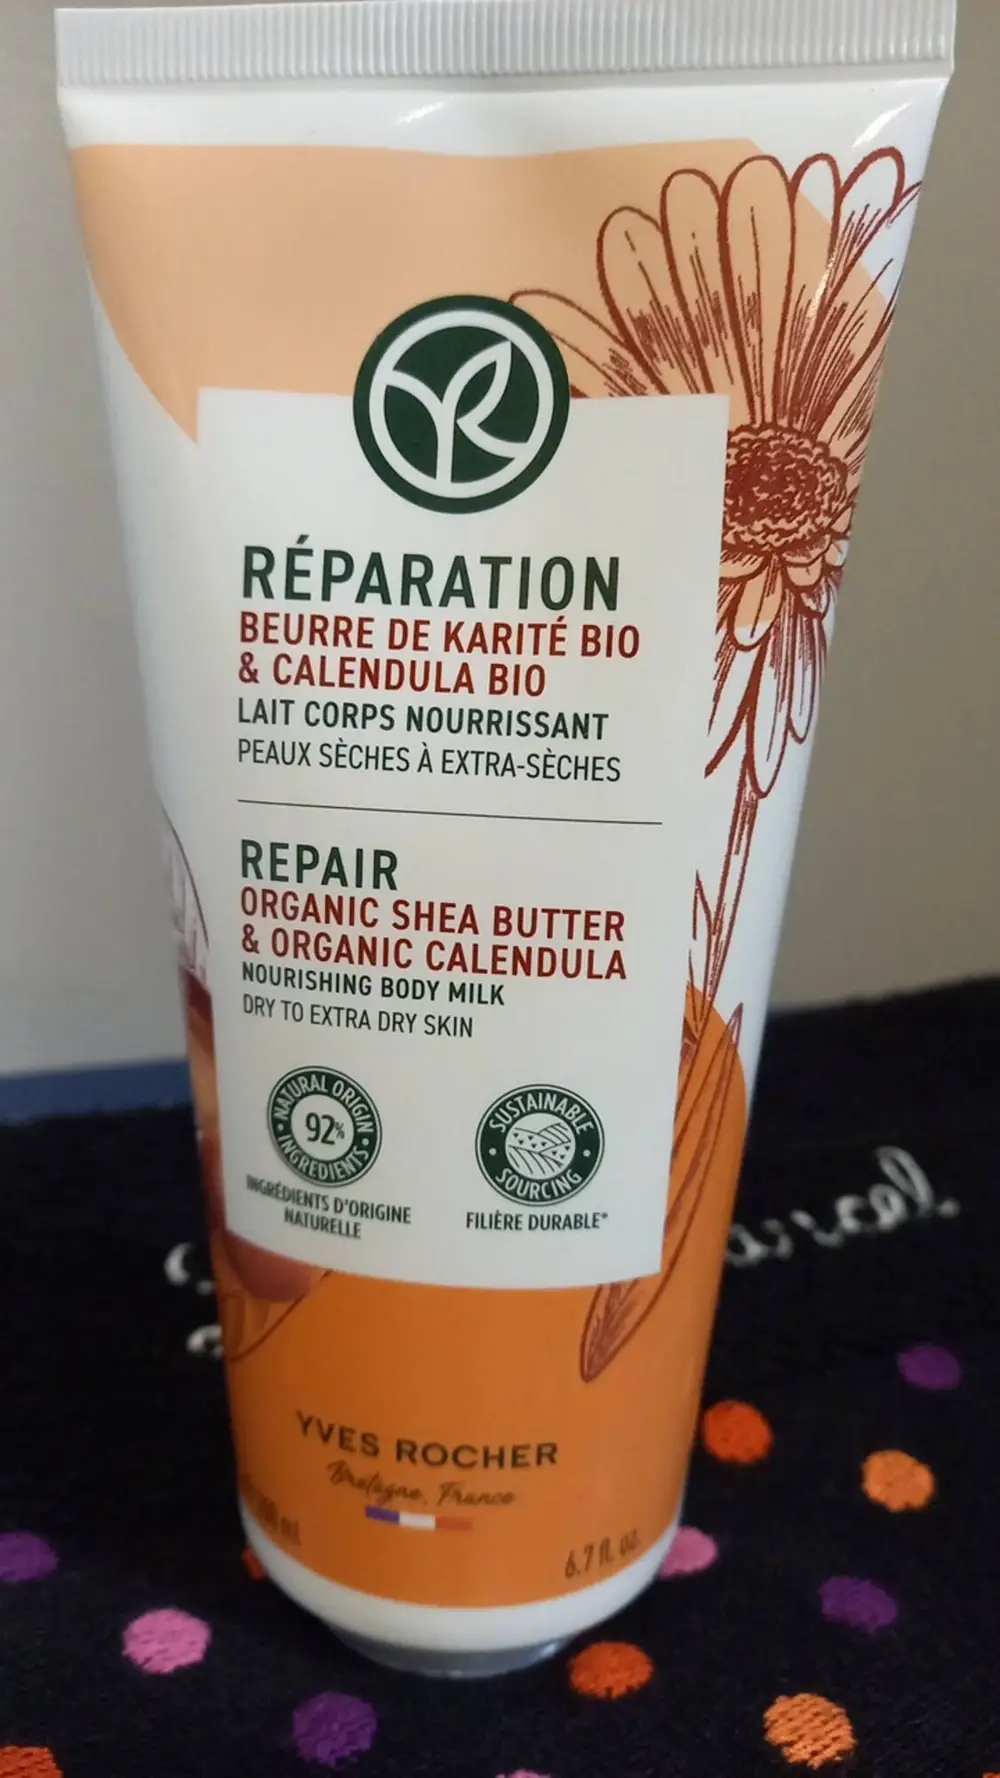 RÉPARATION
BEURRE DE KARITÉ BIO
& CALENDULA BIO
LAIT CORPS NOURRISSANT
PEAUX SÈCHES À EXTRA-SÈCHES
REPAIR
ORGANIC SHEA BUTTER
& ORGANIC CALENDULA
NOURISHING BODY MILK
DRY TO EXTRA DRY SKIN
NATURAL ORIGIN
92%
INGREDIENTS
INGRÉDIENTS D'ORIGINE
NATURELLE
SUSTAINABLE
SOURCING
FILIÈRE DURABLE*
YVES ROCHER
Bretagne, France
ml
6.7 fl. oz.